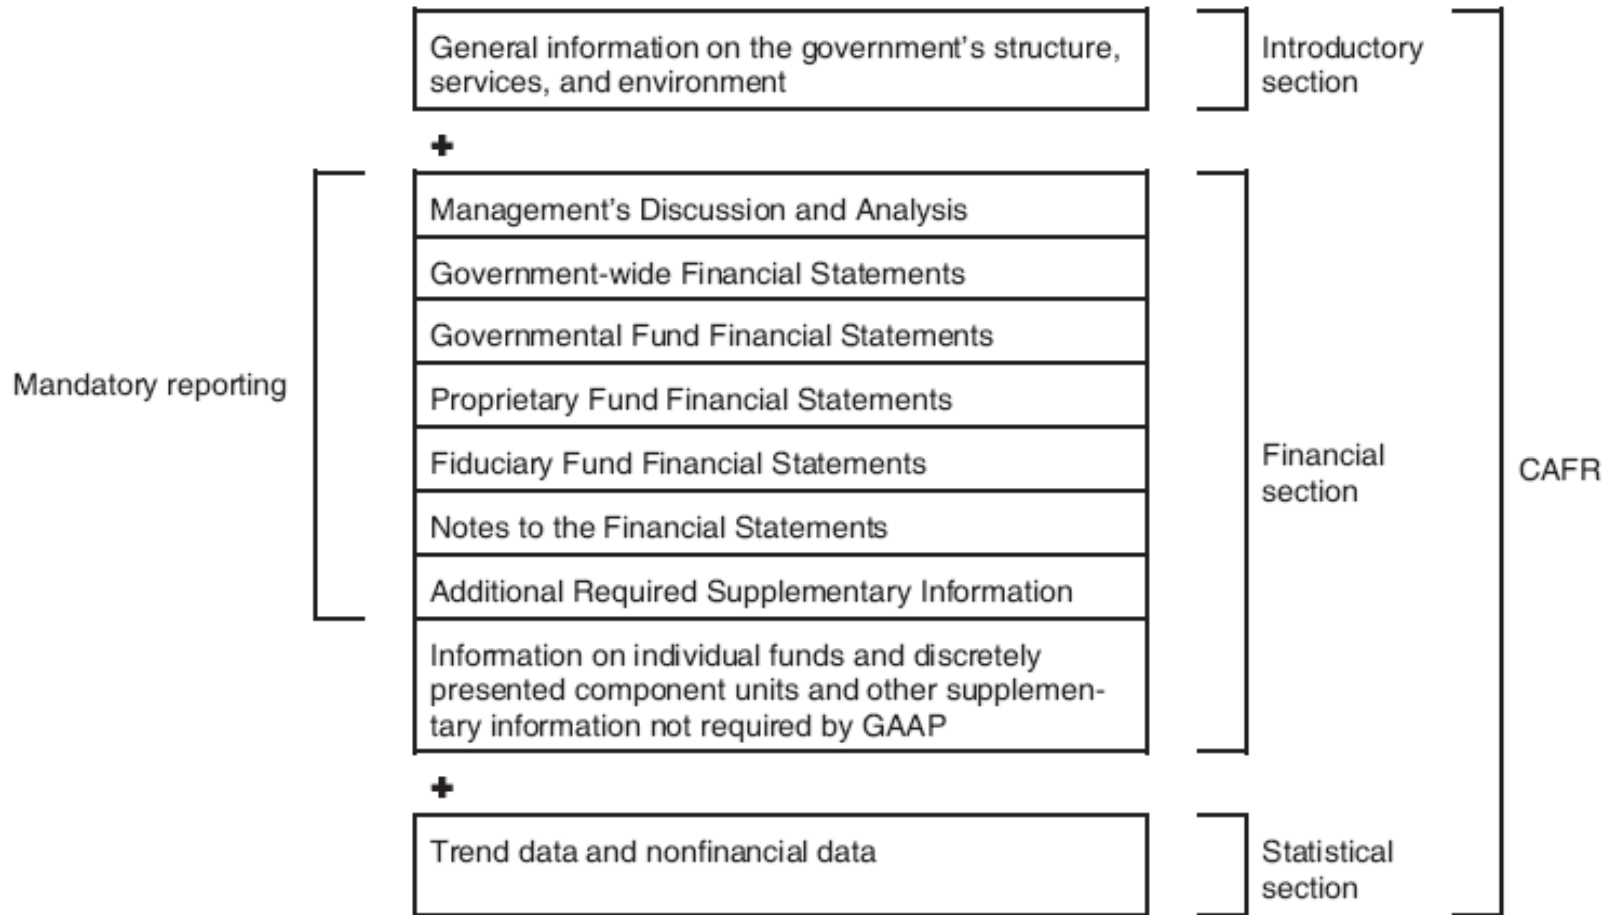 General information on the government's structure,
services, and environment
Introductory
section
✚
Mandatory reporting
Management's Discussion and Analysis
Government-wide Financial Statements
Governmental Fund Financial Statements
Proprietary Fund Financial Statements
Fiduciary Fund Financial Statements
Notes to the Financial Statements
Additional Required Supplementary Information
Information on individual funds and discretely
presented component units and other supplemen-
tary information not required by GAAP
Financial
section
CAFR
✚
Trend data and nonfinancial data
Statistical
section